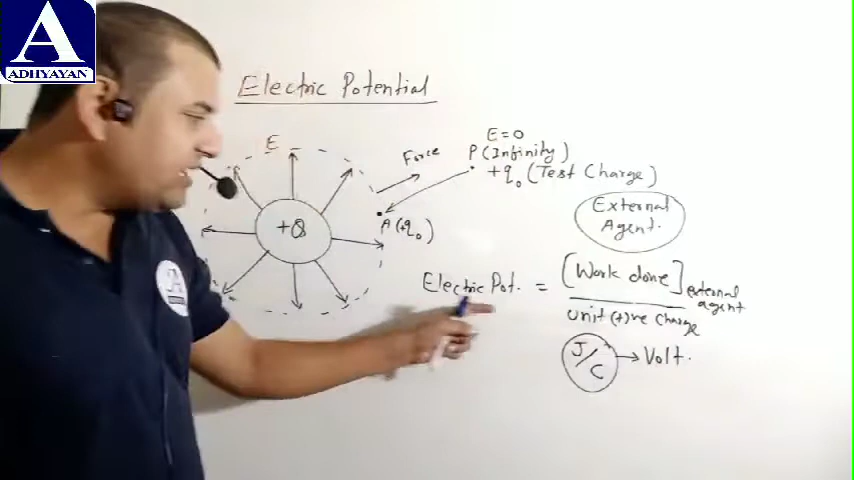 A
ADHYAYAN
Electric Potential
E
Force
E = 0
P (Infinity)
+q₀ (Test Charge)
+Q
A (+q₀)
External
Agent.
Electric Pot. = [Work done] external agent
unit (+)ve Charge
J/C → Volt.